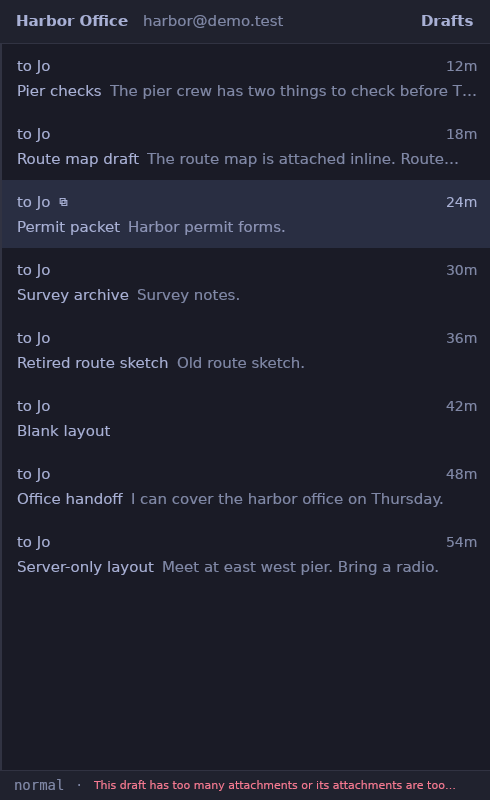 Harbor Office harbor@demo.test Drafts
to Jo 12m
Pier checks The pier crew has two things to check before T…
to Jo 18m
Route map draft The route map is attached inline. Route…
to Jo 24m
Permit packet Harbor permit forms.
to Jo 30m
Survey archive Survey notes.
to Jo 36m
Retired route sketch Old route sketch.
to Jo 42m
Blank layout
to Jo 48m
Office handoff I can cover the harbor office on Thursday.
to Jo 54m
Server-only layout Meet at east west pier. Bring a radio.
normal · This draft has too many attachments or its attachments are too…